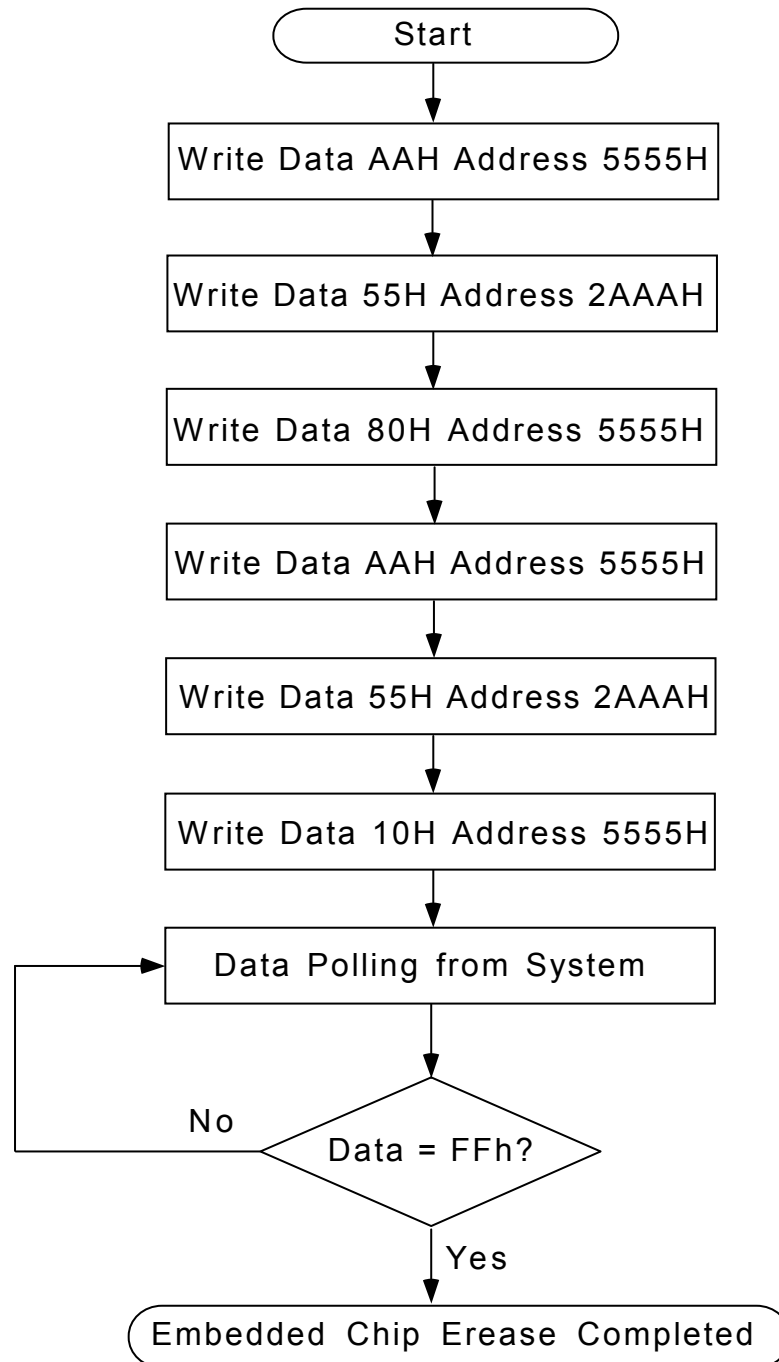 Start
Write Data AAH Address 5555H
Write Data 55H Address 2AAAH
Write Data 80H Address 5555H
Write Data AAH Address 5555H
Write Data 55H Address 2AAAH
Write Data 10H Address 5555H
Data Polling from System
No
Data = FFh?
Yes
Embedded Chip Erease Completed